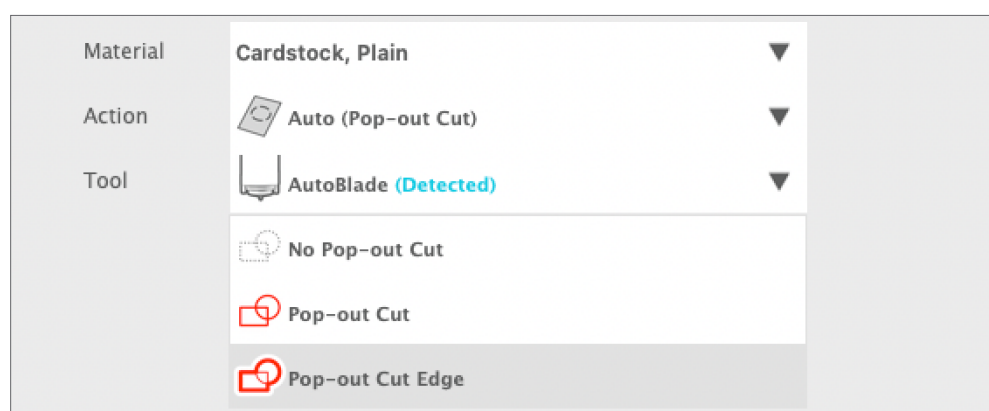 Material Cardstock, Plain
Action Auto (Pop-out Cut)
Tool AutoBlade (Detected)
No Pop-out Cut
Pop-out Cut
Pop-out Cut Edge